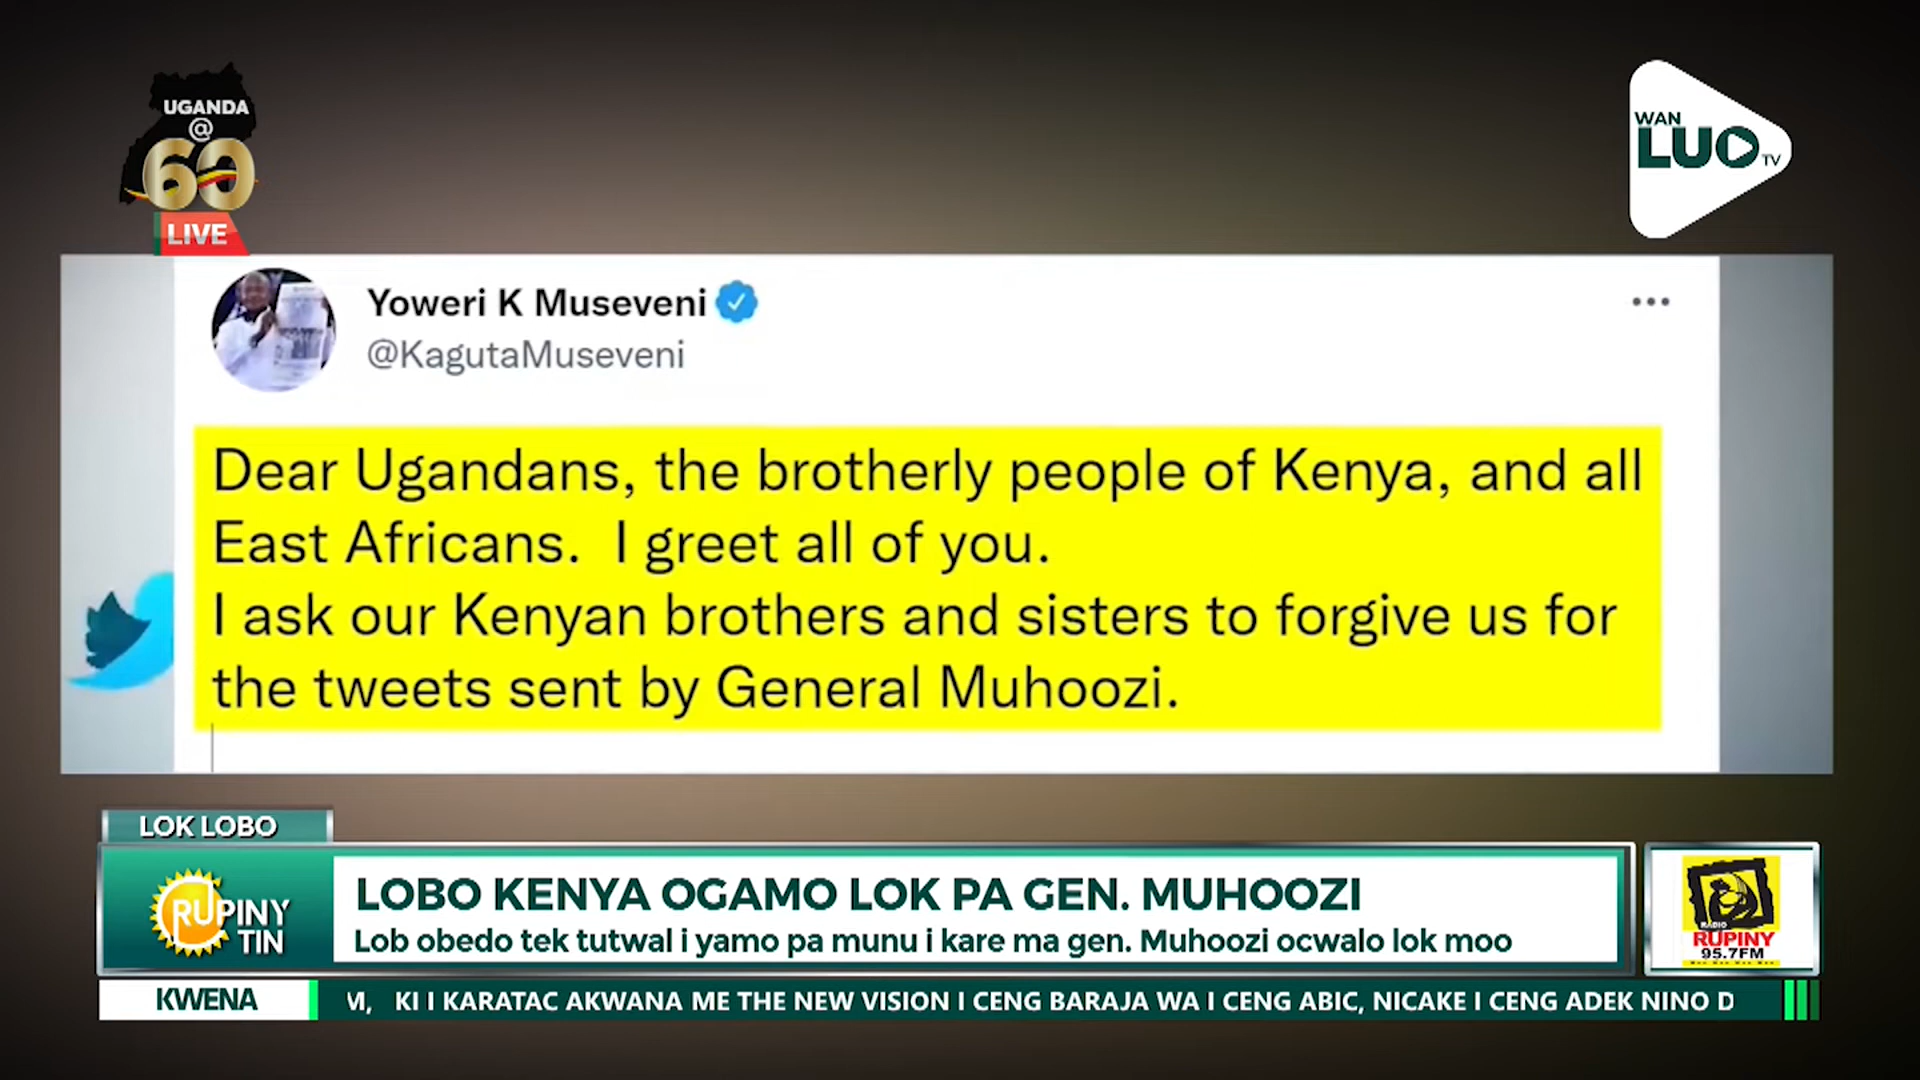 UGANDA
@
60
LIVE
WAN
LUO TV
Yoweri K Museveni
@KagutaMuseveni
Dear Ugandans, the brotherly people of Kenya, and all
East Africans.  I greet all of you.
I ask our Kenyan brothers and sisters to forgive us for
the tweets sent by General Muhoozi.
LOK LOBO
RUPINY
TIN
LOBO KENYA OGAMO LOK PA GEN. MUHOOZI
Lob obedo tek tutwal i yamo pa munu i kare ma gen. Muhoozi ocwalo lok moo
RADIO
RUPINY
95.7FM
KWENA
M, KI I KARATAC AKWANA ME THE NEW VISION I CENG BARAJA WA I CENG ABIC, NICAKE I CENG ADEK NINO D